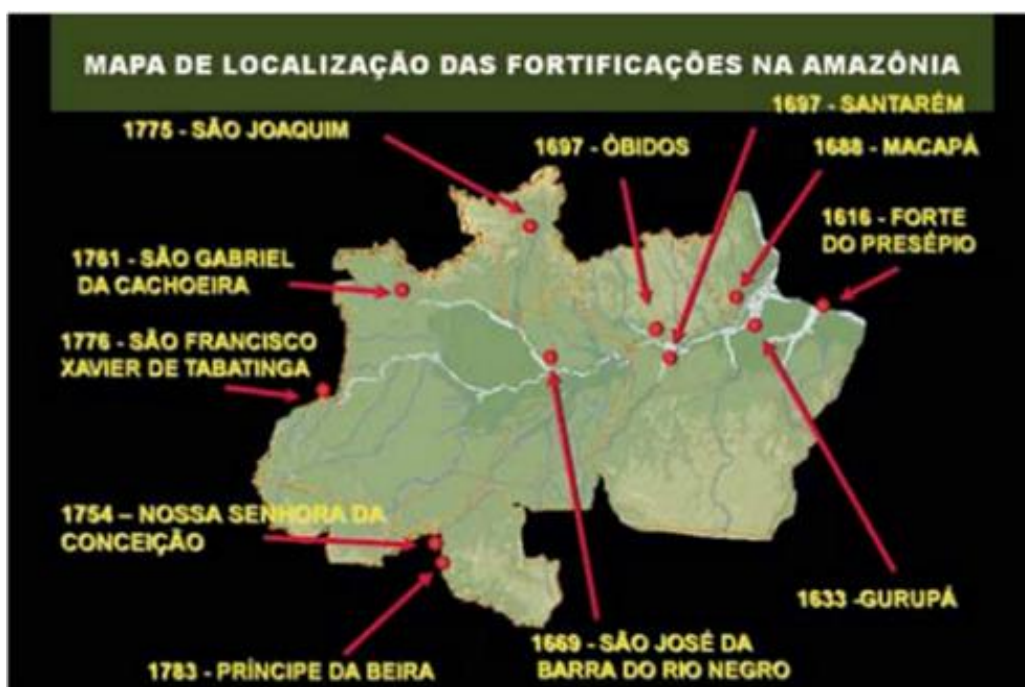 MAPA DE LOCALIZAÇÃO DAS FORTIFICAÇÕES NA AMAZÔNIA
1697 - SANTARÉM
1775 - SÃO JOAQUIM
1697 - ÒBIDOS
1688 - MACAPÁ
1616 - FORTE
DO PRESÉPIO
1761 - SÃO GABRIEL
DA CACHOEIRA
1776 - SÃO FRANCISCO
XAVIER DE TABATINGA
1754 – NOSSA SENHORA DA
CONCEIÇÃO
1633 -GURUPÁ
1669 - SÃO JOSÉ DA
BARRA DO RIO NEGRO
1783 - PRÍNCIPE DA BEIRA